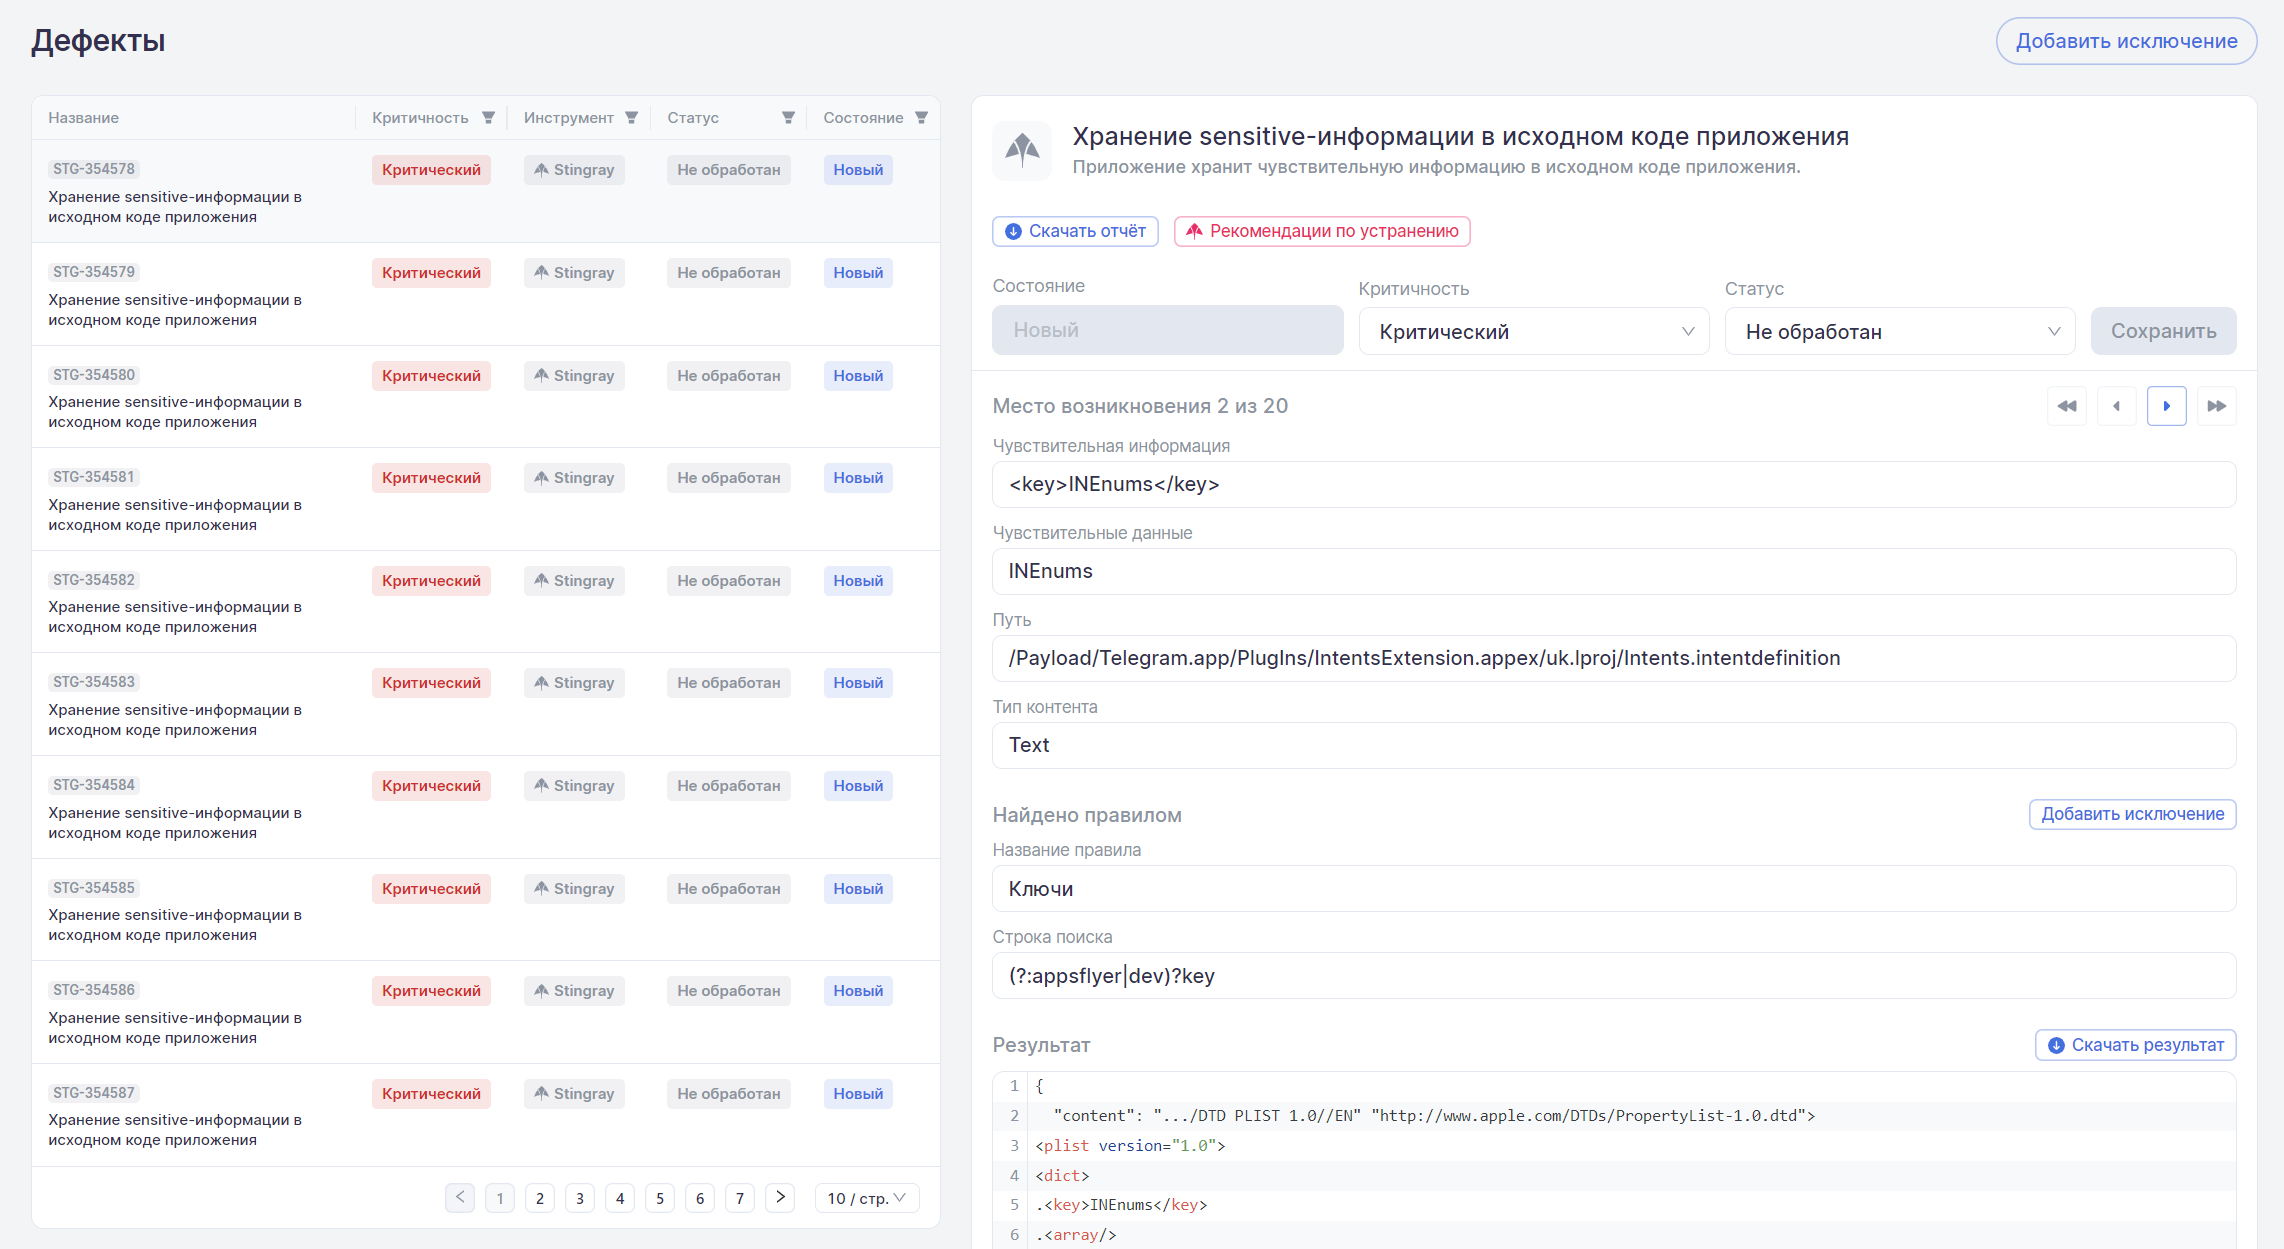 Дефекты
Добавить исключение
Название Критичность Инструмент Статус Состояние
STG-354578 Критический Stingray Не обработан Новый
Хранение sensitive-информации в
исходном коде приложения
STG-354579 Критический Stingray Не обработан Новый
Хранение sensitive-информации в
исходном коде приложения
STG-354580 Критический Stingray Не обработан Новый
Хранение sensitive-информации в
исходном коде приложения
STG-354581 Критический Stingray Не обработан Новый
Хранение sensitive-информации в
исходном коде приложения
STG-354582 Критический Stingray Не обработан Новый
Хранение sensitive-информации в
исходном коде приложения
STG-354583 Критический Stingray Не обработан Новый
Хранение sensitive-информации в
исходном коде приложения
STG-354584 Критический Stingray Не обработан Новый
Хранение sensitive-информации в
исходном коде приложения
STG-354585 Критический Stingray Не обработан Новый
Хранение sensitive-информации в
исходном коде приложения
STG-354586 Критический Stingray Не обработан Новый
Хранение sensitive-информации в
исходном коде приложения
STG-354587 Критический Stingray Не обработан Новый
Хранение sensitive-информации в
исходном коде приложения
1 2 3 4 5 6 7 10 / стр.
Хранение sensitive-информации в исходном коде приложения
Приложение хранит чувствительную информацию в исходном коде приложения.
Скачать отчёт Рекомендации по устранению
Состояние Критичность Статус
Новый Критический Не обработан Сохранить
Место возникновения 2 из 20
Чувствительная информация
<key>INEnums</key>
Чувствительные данные
INEnums
Путь
/Payload/Telegram.app/PlugIns/IntentsExtension.appex/uk.lproj/Intents.intentdefinition
Тип контента
Text
Найдено правилом Добавить исключение
Название правила
Ключи
Строка поиска
(?:appsflyer|dev)?key
Результат Скачать результат
1 {
2 "content": ".../DTD PLIST 1.0//EN" "http://www.apple.com/DTDs/PropertyList-1.0.dtd">
3 <plist version="1.0">
4 <dict>
5 .<key>INEnums</key>
6 .<array/>